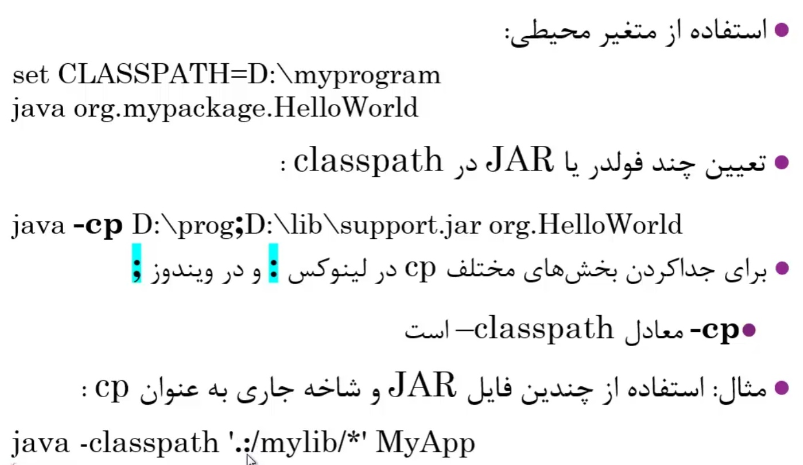 استفاده از متغیر محیطی:
set CLASSPATH=D:\myprogram
java org.mypackage.HelloWorld
تعیین چند فولدر یا JAR در classpath :
java -cp D:\prog;D:\lib\support.jar org.HelloWorld
برای جداکردن بخش‌های مختلف cp در لینوکس : و در ویندوز ;
-cp معادل –classpath است
مثال: استفاده از چندین فایل JAR و شاخه جاری به عنوان cp :
java -classpath '.:/mylib/*' MyApp